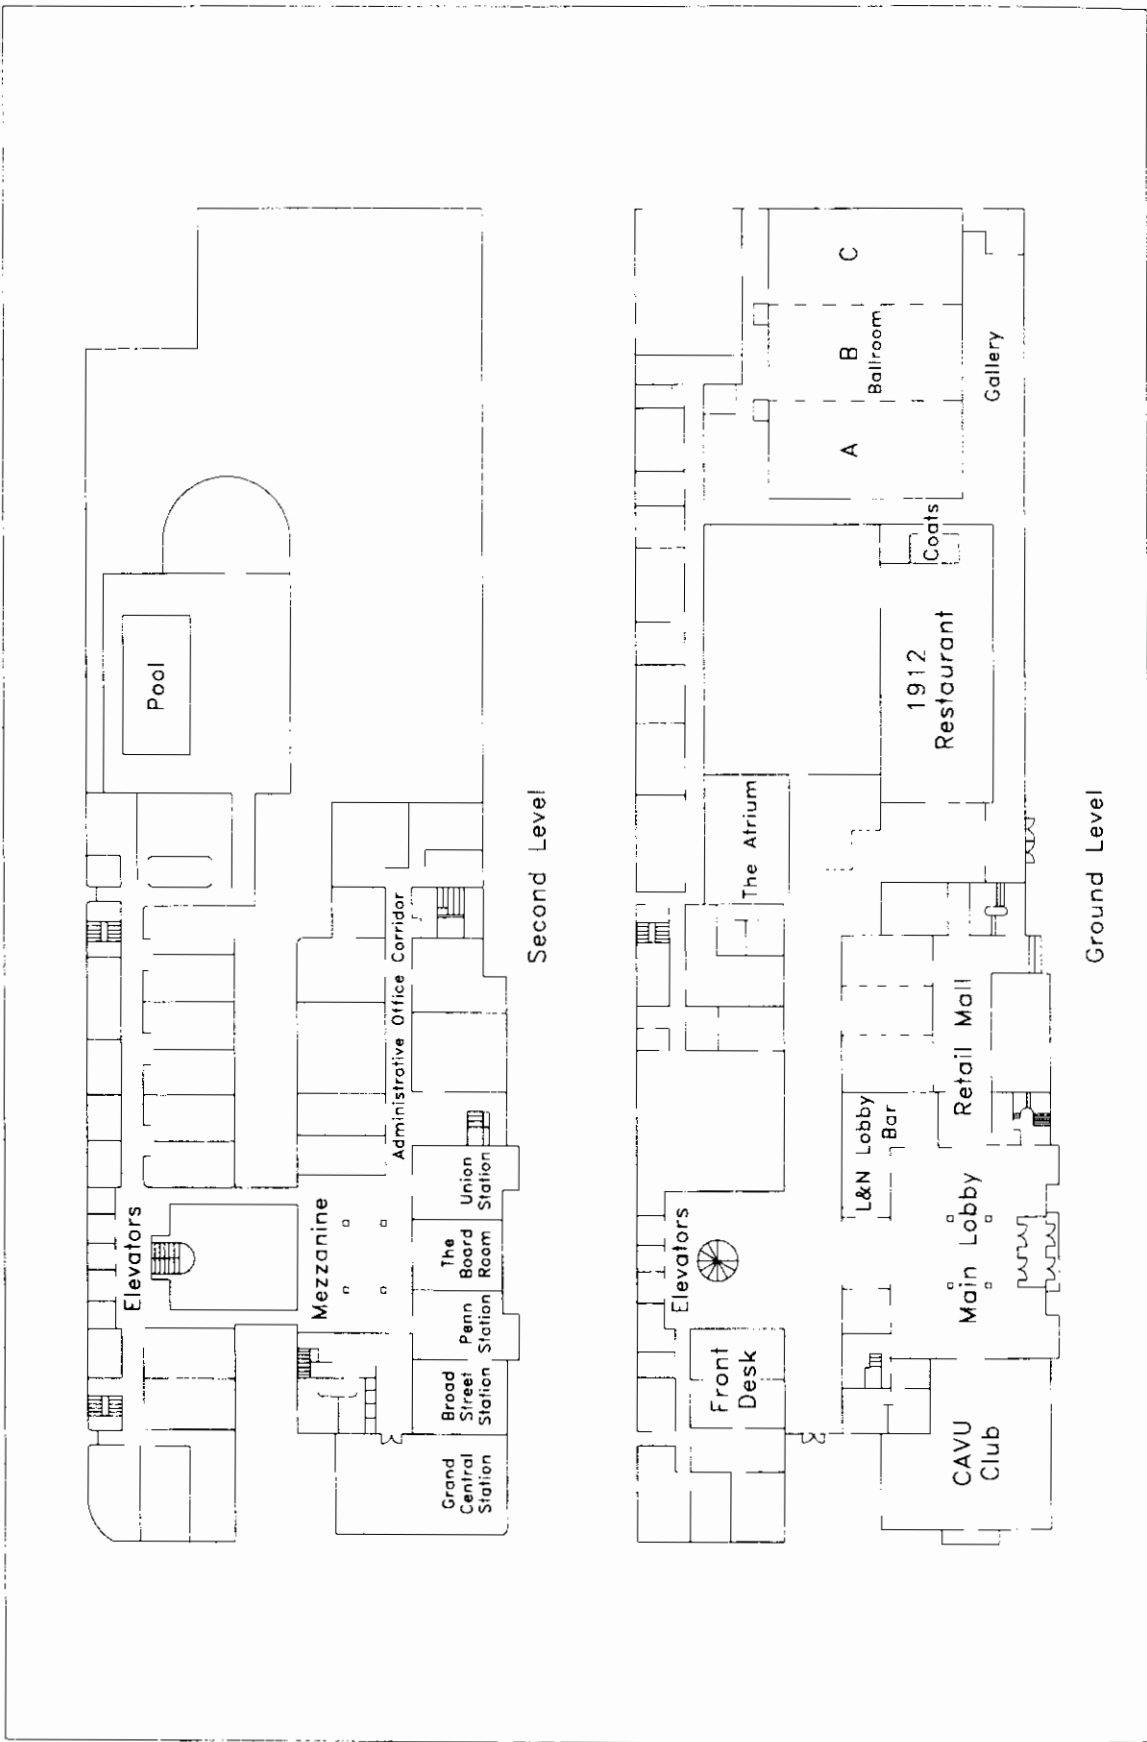 Elevators
Pool
Mezzanine
Administrative Office Corridor
Grand
Central
Station
Broad
Street
Station
Penn
Station
The
Board
Room
Union
Station
Second Level
Elevators
Front
Desk
The Atrium
L&N Lobby
Bar
CAVU
Club
Main Lobby
Retail Mall
1912
Restaurant
Coats
A
B
C
Ballroom
Gallery
Ground Level